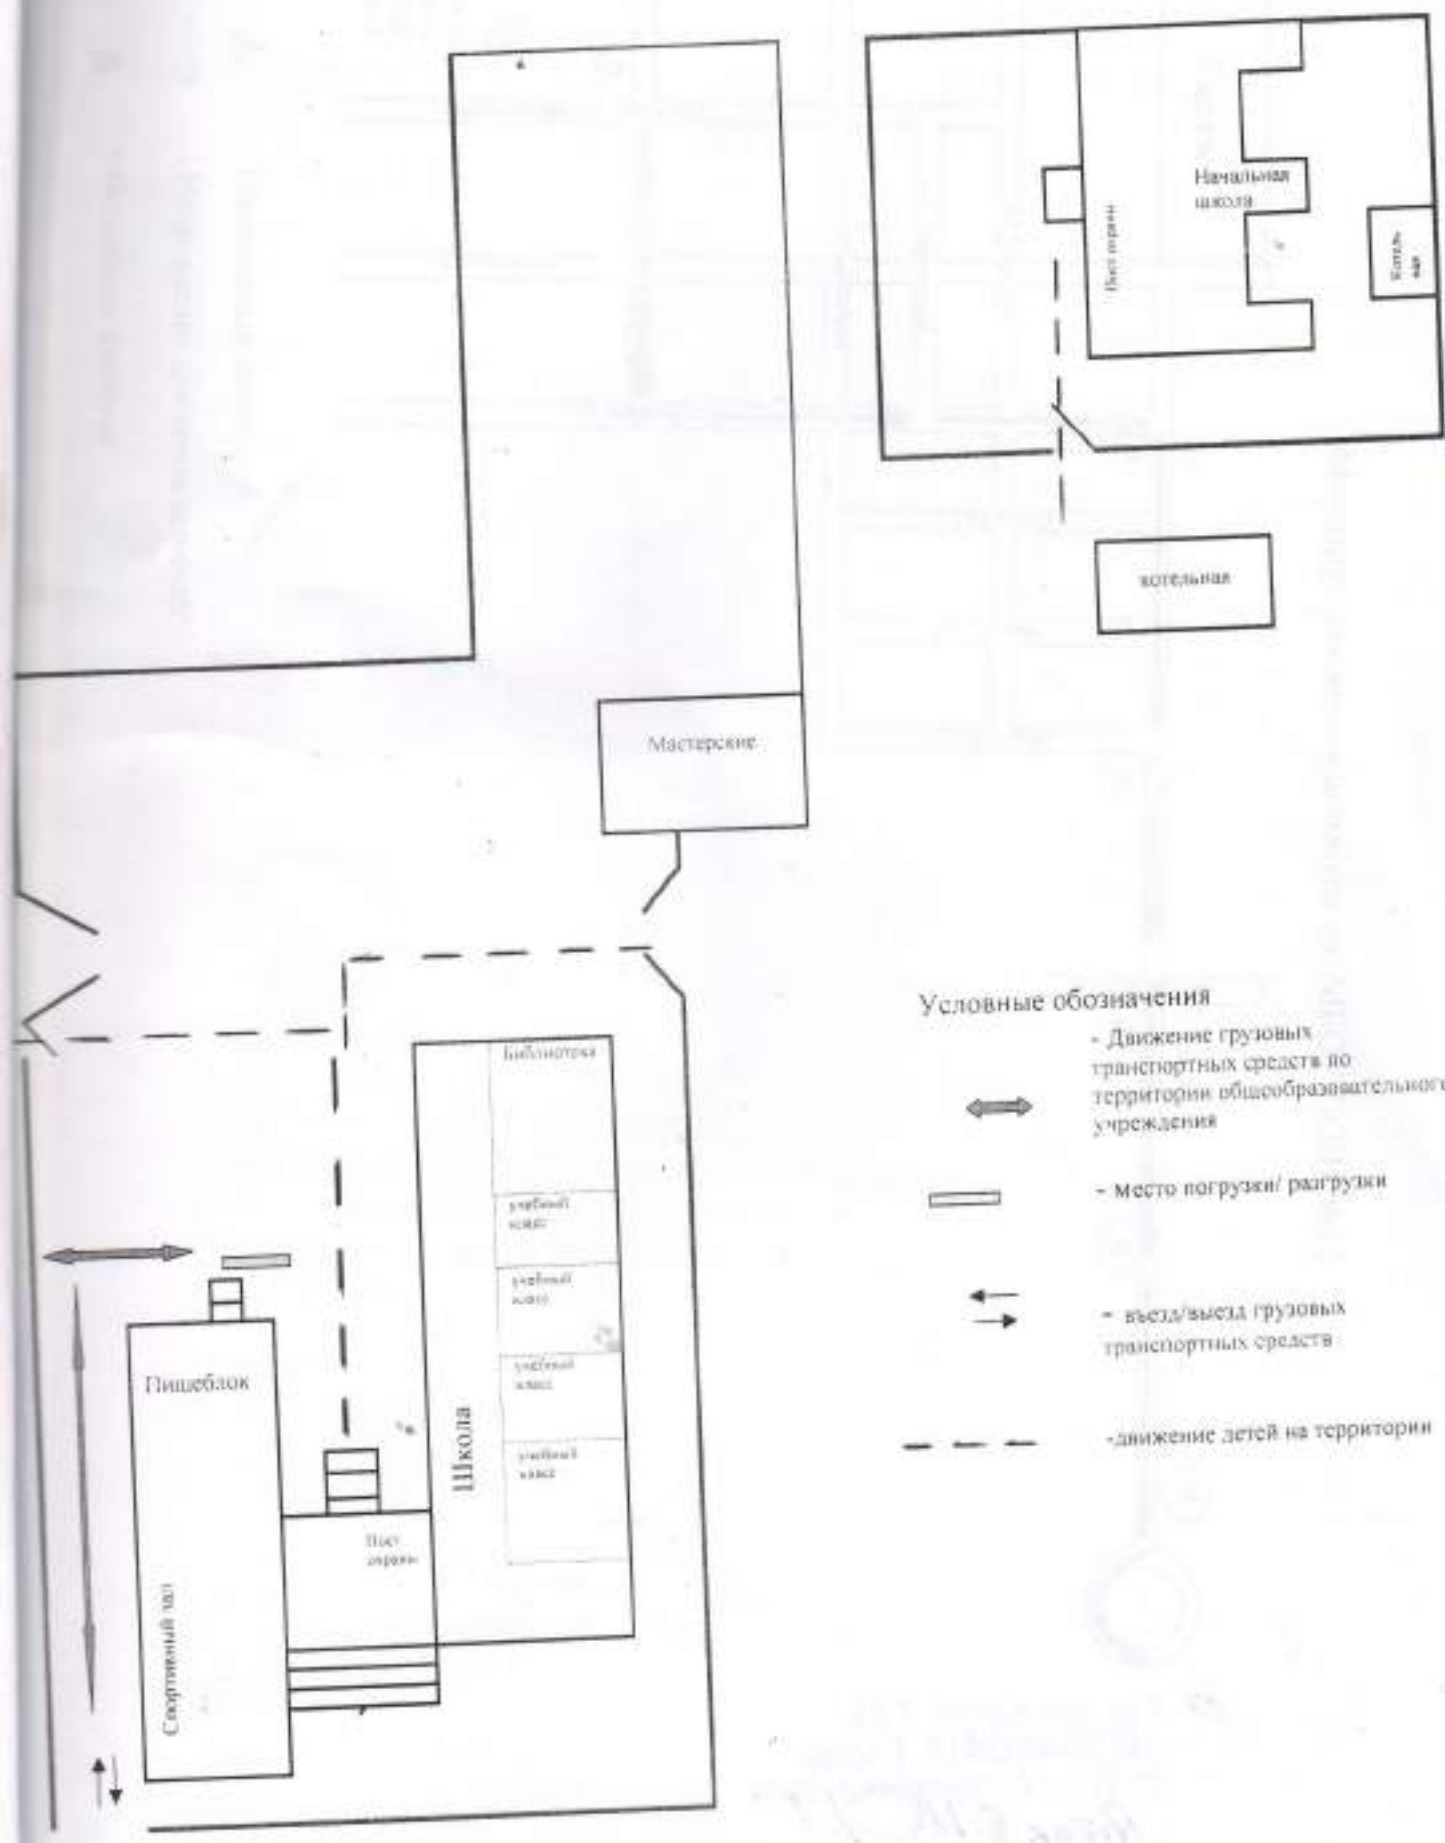 Начальная
школа
Пост охраны
Котель
ная
котельная
Мастерские
Условные обозначения
- Движение грузовых
транспортных средств по
территории общеобразовательного
учреждения
- место погрузки/ разгрузки
- въезд/выезд грузовых
транспортных средств
-движение детей на территории
Библиотека
учебный
класс
учебный
класс
учебный
класс
учебный
класс
Школа
Пищеблок
Спортивный зал
Пост
охраны